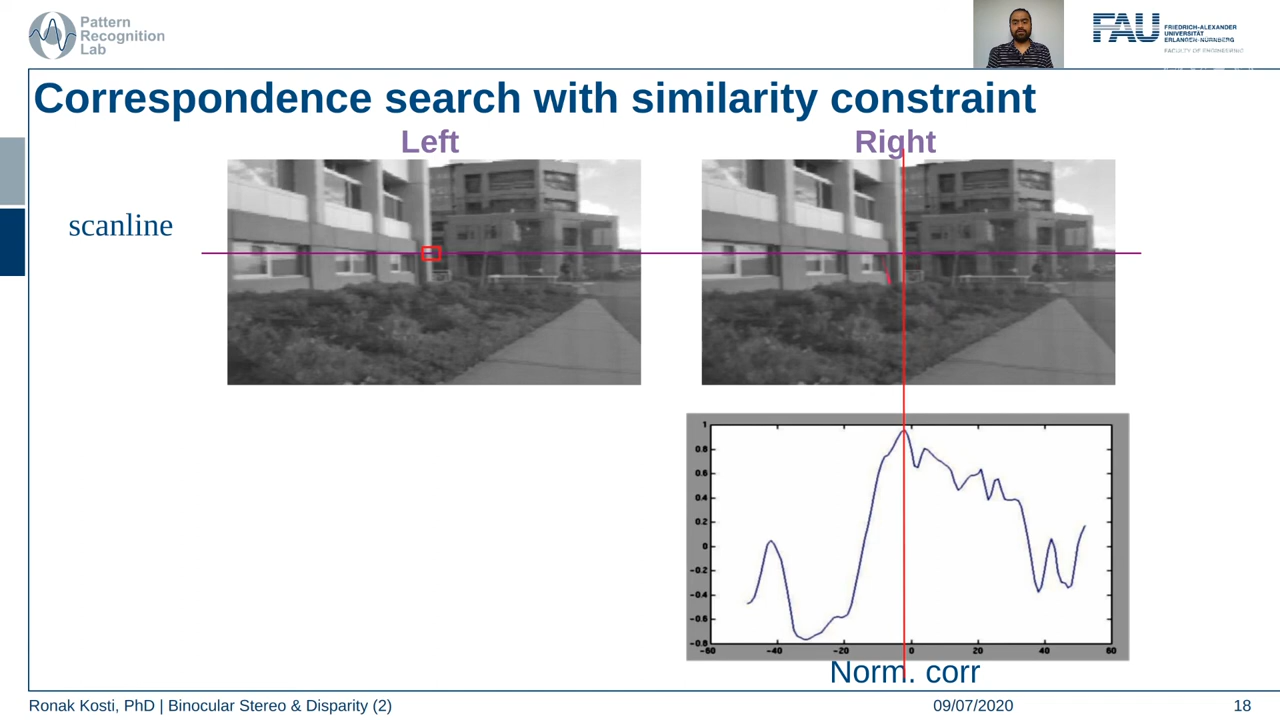 Pattern
Recognition
Lab
FAU
FRIEDRICH-ALEXANDER
UNIVERSITÄT
ERLANGEN-NÜRNBERG
FACULTY OF ENGINEERING
Correspondence search with similarity constraint
Left
Right
scanline
1
0.8
0.6
0.4
0.2
0
-0.2
-0.4
-0.6
-0.8
-60 -40 -20 0 20 40 60
Norm. corr
Ronak Kosti, PhD | Binocular Stereo & Disparity (2)
09/07/2020
18